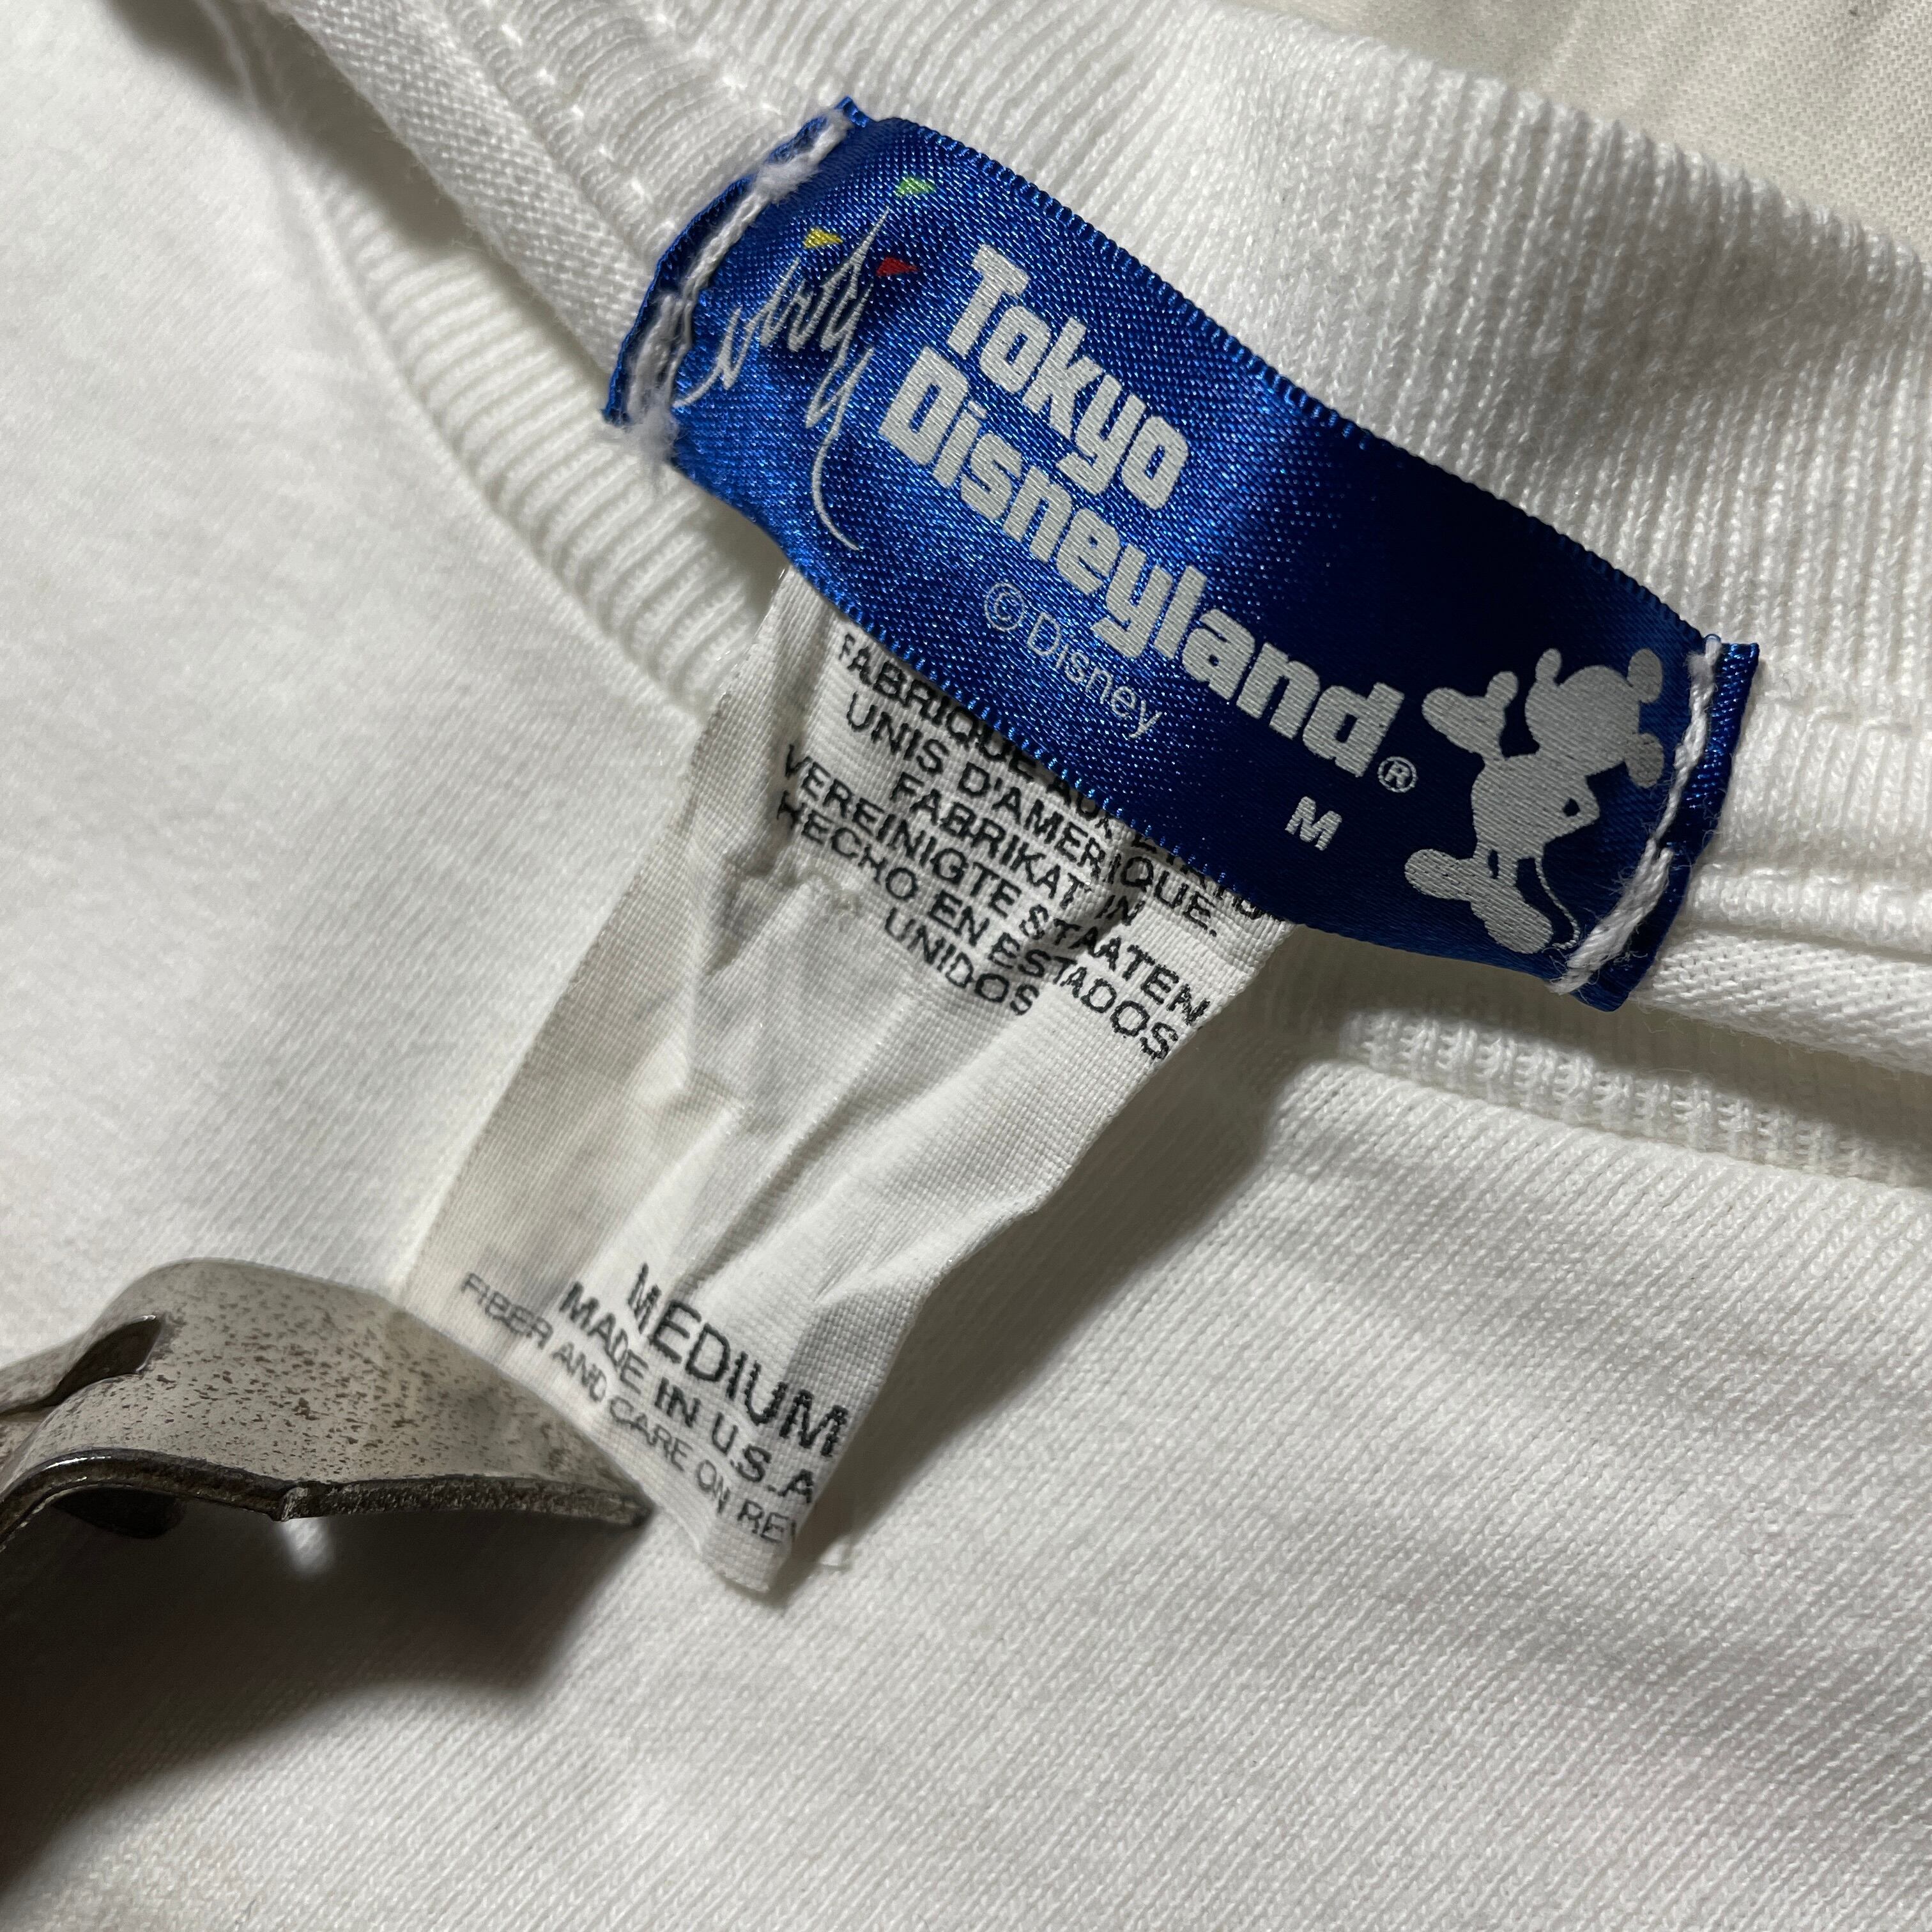 Tokyo
Disneyland®
©Disney
M
FABRIQUE AUX ETATS
UNIS D'AMERIQUE.
FABRIKAT IN
VEREINIGTE STAATEN
HECHO EN ESTADOS
UNIDOS
MEDIUM
MADE IN U.S.A
FIBER AND CARE ON REV